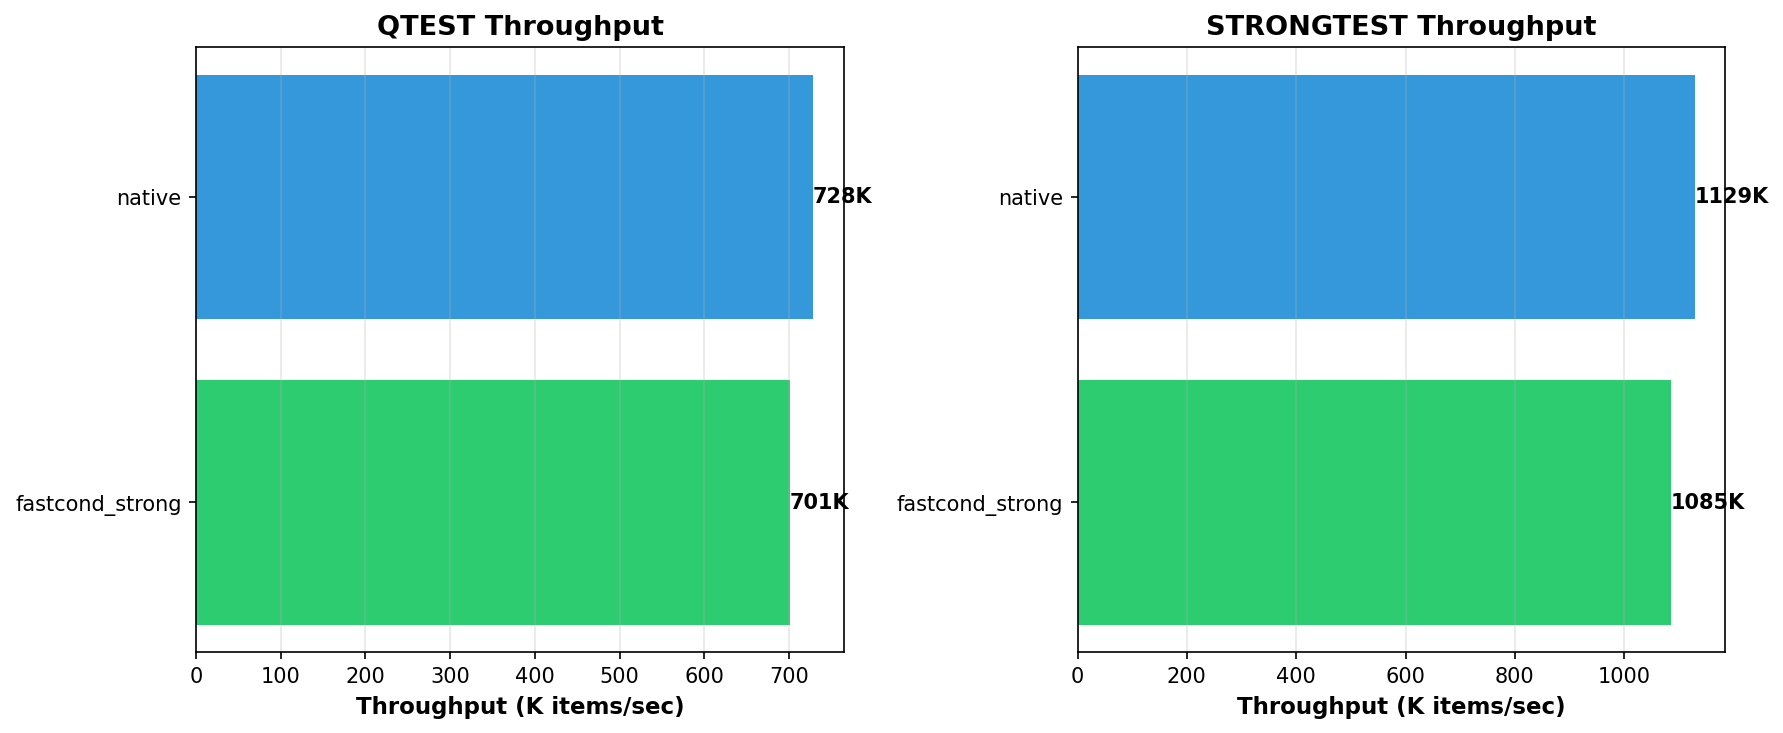 QTEST Throughput
native
728K
fastcond_strong
701K
0 100 200 300 400 500 600 700
Throughput (K items/sec)
STRONGTEST Throughput
native
1129K
fastcond_strong
1085K
0 200 400 600 800 1000
Throughput (K items/sec)